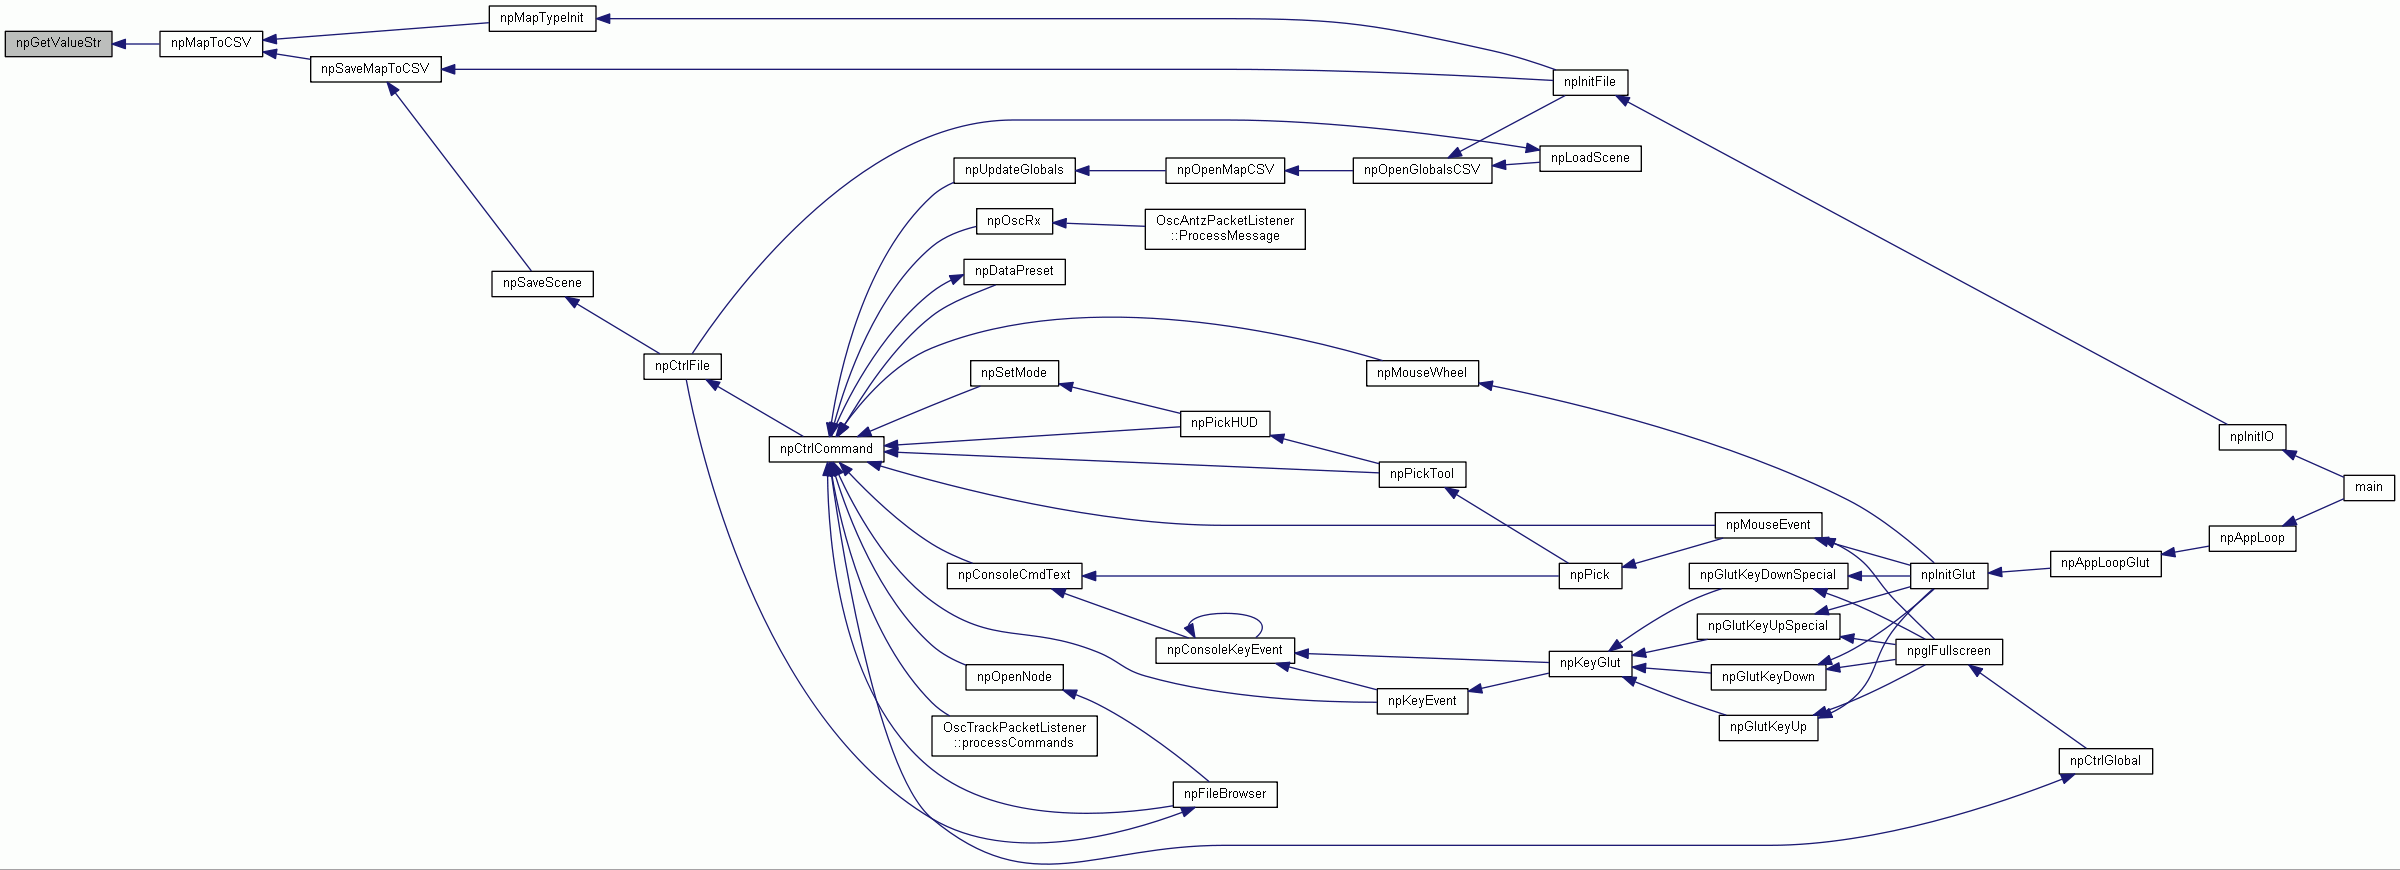 npMapTypeInit
npGetValueStr
npMapToCSV
npSaveMapToCSV
npInitFile
npLoadScene
npUpdateGlobals
npOpenMapCSV
npOpenGlobalsCSV
npOscRx
OscAntzPacketListener
::ProcessMessage
npDataPreset
npSaveScene
npCtrlFile
npSetMode
npMouseWheel
npPickHUD
npInitIO
npCtrlCommand
npPickTool
main
npMouseEvent
npAppLoop
npAppLoopGlut
npConsoleCmdText
npPick
npGlutKeyDownSpecial
npInitGlut
npGlutKeyUpSpecial
npConsoleKeyEvent
npglFullscreen
npKeyGlut
npOpenNode
npGlutKeyDown
npKeyEvent
OscTrackPacketListener
::processCommands
npGlutKeyUp
npCtrlGlobal
npFileBrowser